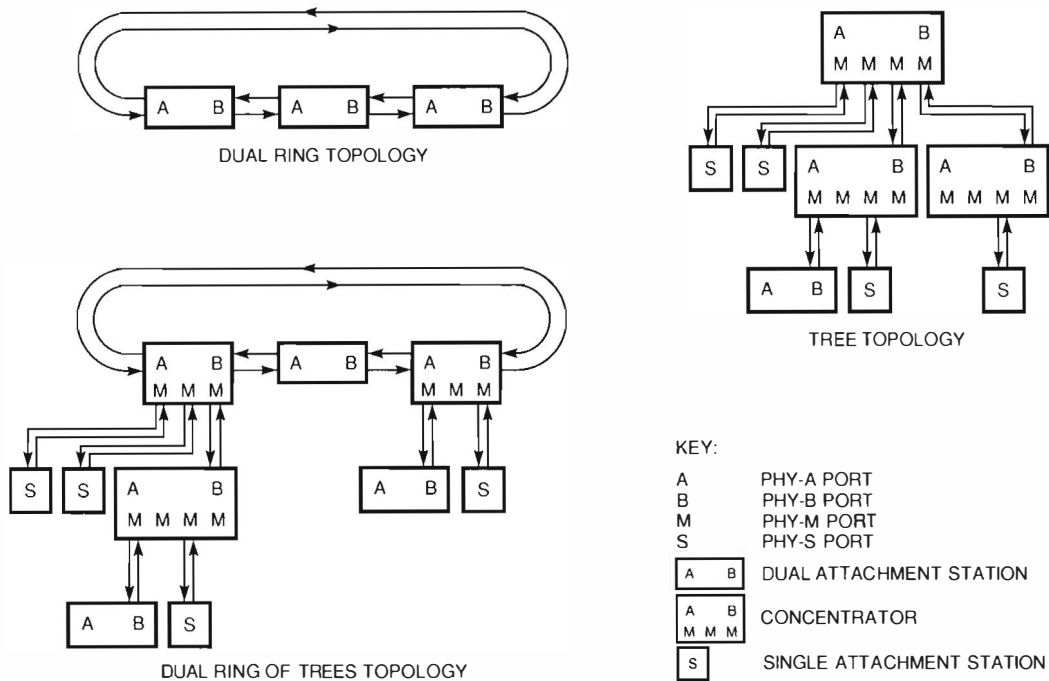 A B
A B
A B
DUAL RING TOPOLOGY
A B
M M M M
S
S
A B
M M M M
A B
M M M M
A B
S
S
TREE TOPOLOGY
A B
M M M
A B
A B
M M M
S
S
A B
M M M M
A B
S
A B
S
DUAL RING OF TREES TOPOLOGY
KEY:
A PHY-A PORT
B PHY-B PORT
M PHY-M PORT
S PHY-S PORT
A B DUAL ATTACHMENT STATION
A B
M M M
CONCENTRATOR
S SINGLE ATTACHMENT STATION